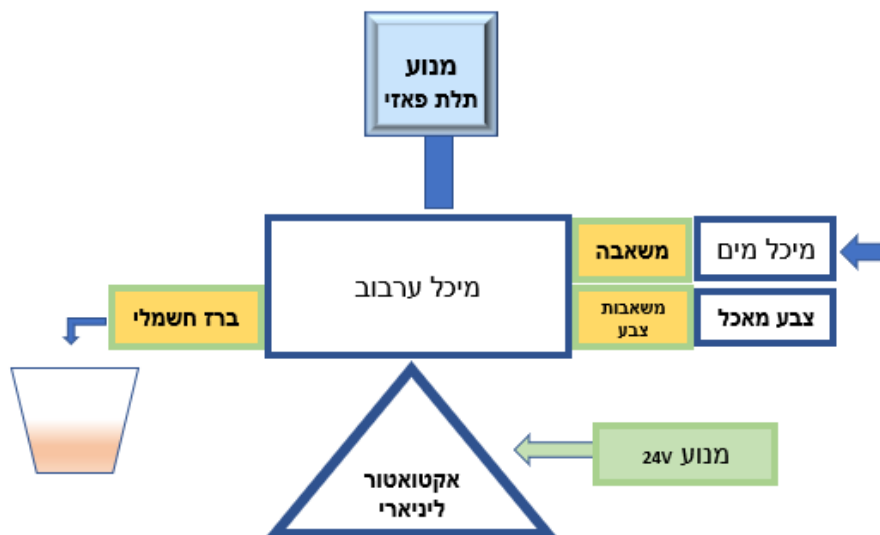 מנוע
תלת פאזי
מיכל מים
משאבה
מיכל ערבוב
צבע מאכל
משאבות
צבע
ברז חשמלי
מנוע 24V
אקטואטור
ליניארי